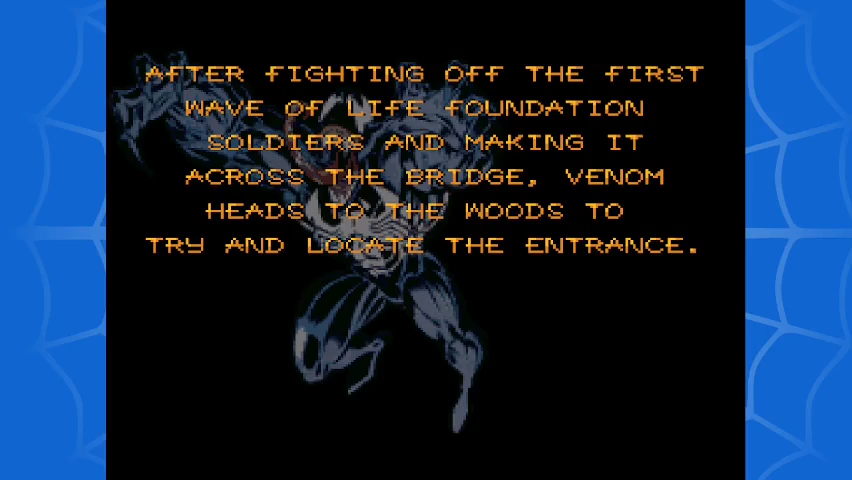 AFTER FIGHTING OFF THE FIRST
WAVE OF LIFE FOUNDATION
SOLDIERS AND MAKING IT
ACROSS THE BRIDGE, VENOM
HEADS TO THE WOODS TO
TRY AND LOCATE THE ENTRANCE.